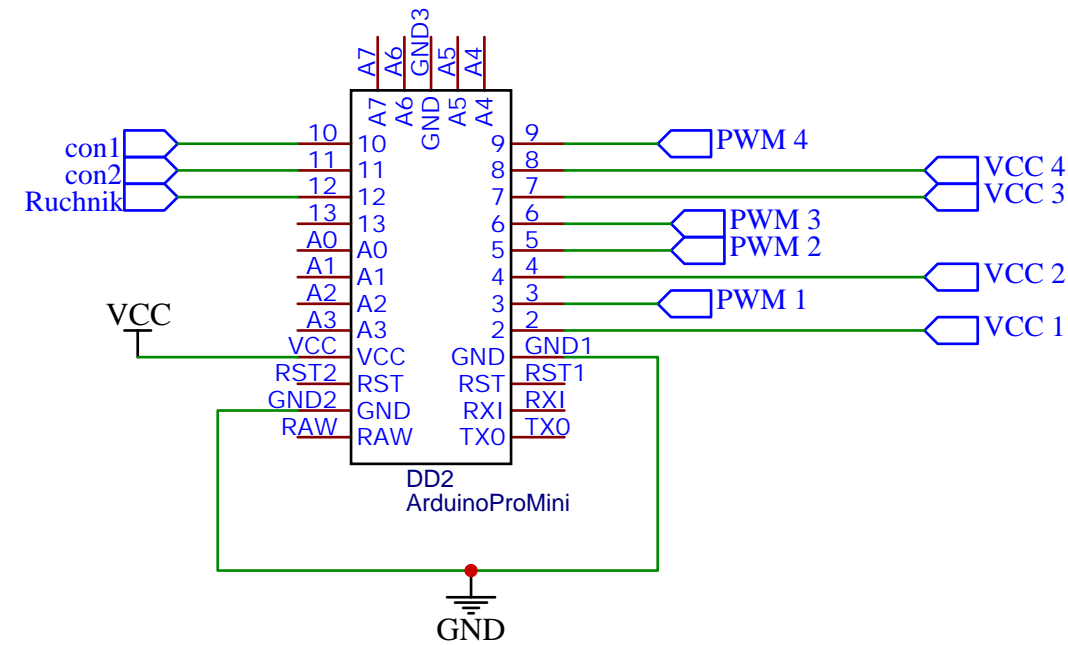 A7 A6 GND3 A5 A4
A7 A6 GND A5 A4
con1 10 10 9 9 PWM 4
con2 11 11 8 8 VCC 4
Ruchnik 12 12 7 7 VCC 3
13 13 6 6 PWM 3
A0 A0 5 5 PWM 2
A1 A1 4 4 VCC 2
A2 A2 3 3 PWM 1
A3 A3 2 2 VCC 1
VCC
VCC VCC GND GND1
RST2 RST RST RST1
GND2 GND RXI RXI
RAW RAW TX0 TX0
DD2
ArduinoProMini
GND